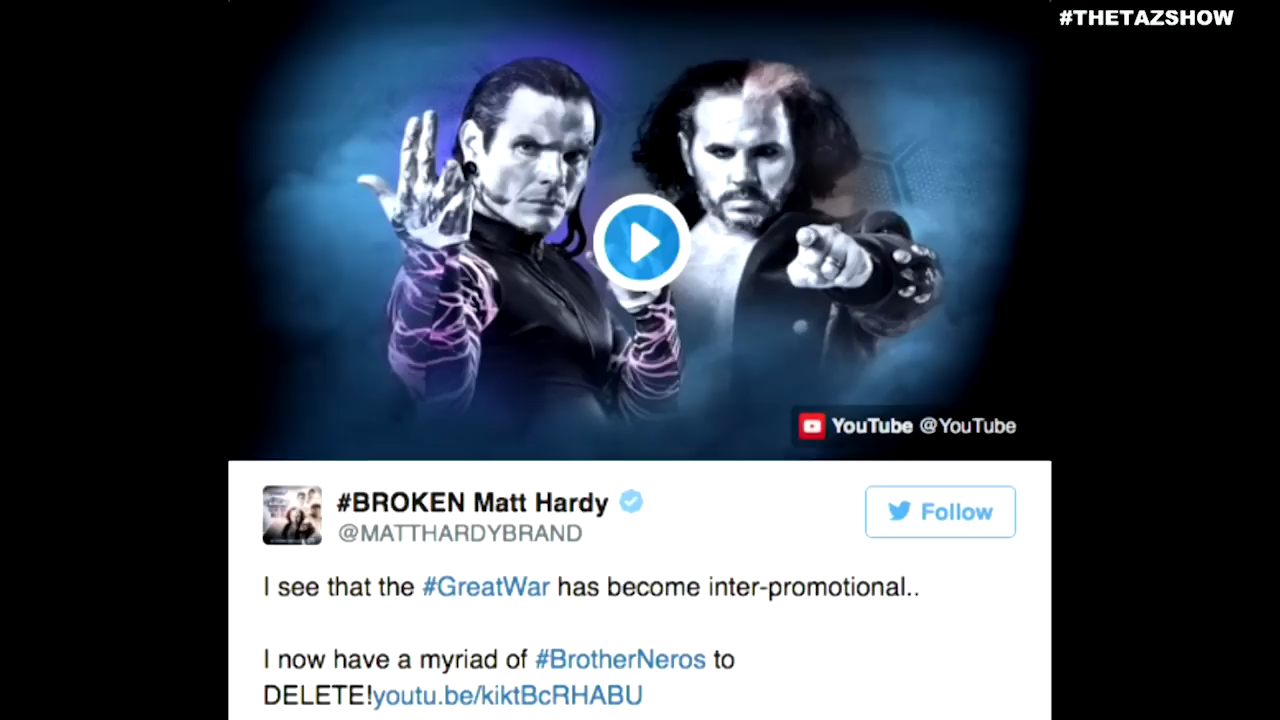 #THETAZSHOW
YouTube @YouTube
#BROKEN Matt Hardy
@MATTHARDYBRAND
Follow
I see that the #GreatWar has become inter-promotional..
I now have a myriad of #BrotherNeros to
DELETE!youtu.be/kiktBcRHABU